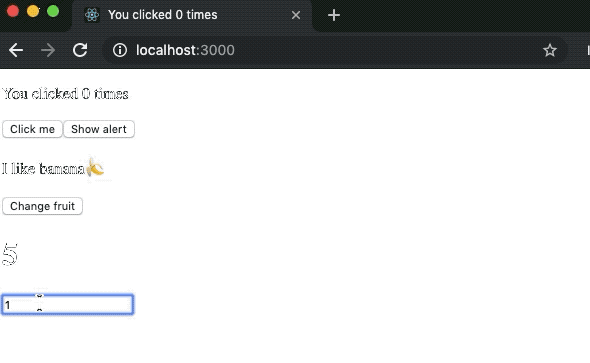 You clicked 0 times
localhost:3000
You clicked 0 times
Click me Show alert
I like banana🍌
Change fruit
5
1